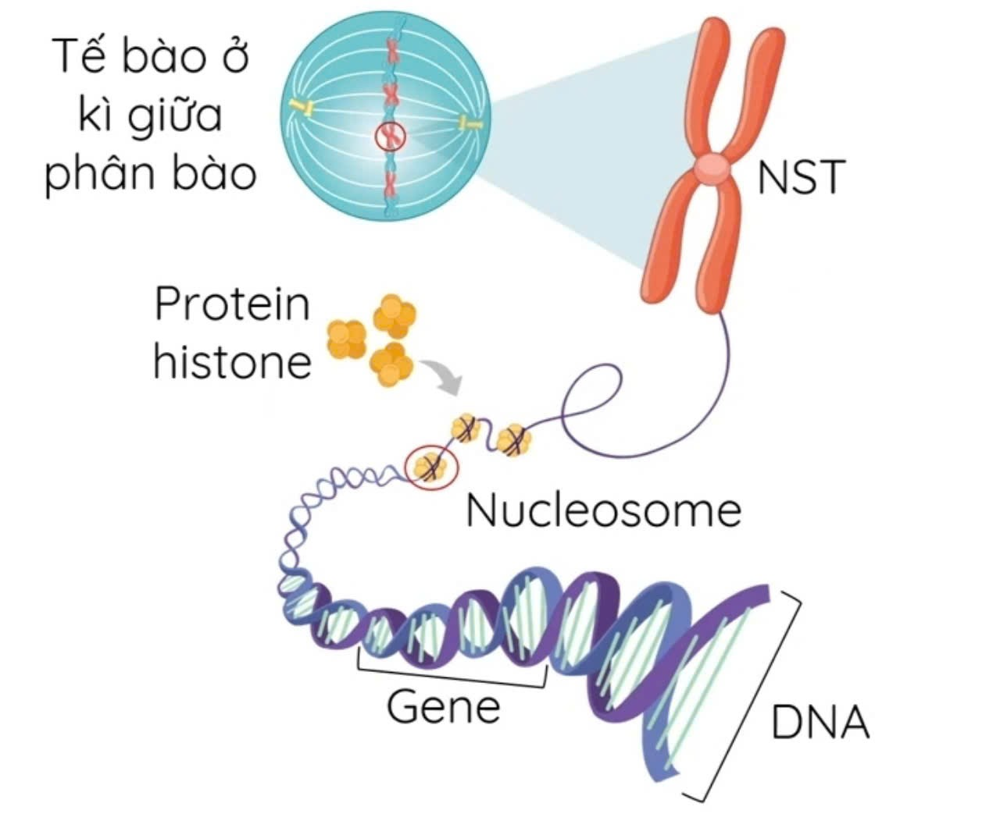 Tế bào ở
kì giữa
phân bào
NST
Protein
histone
Nucleosome
Gene
DNA